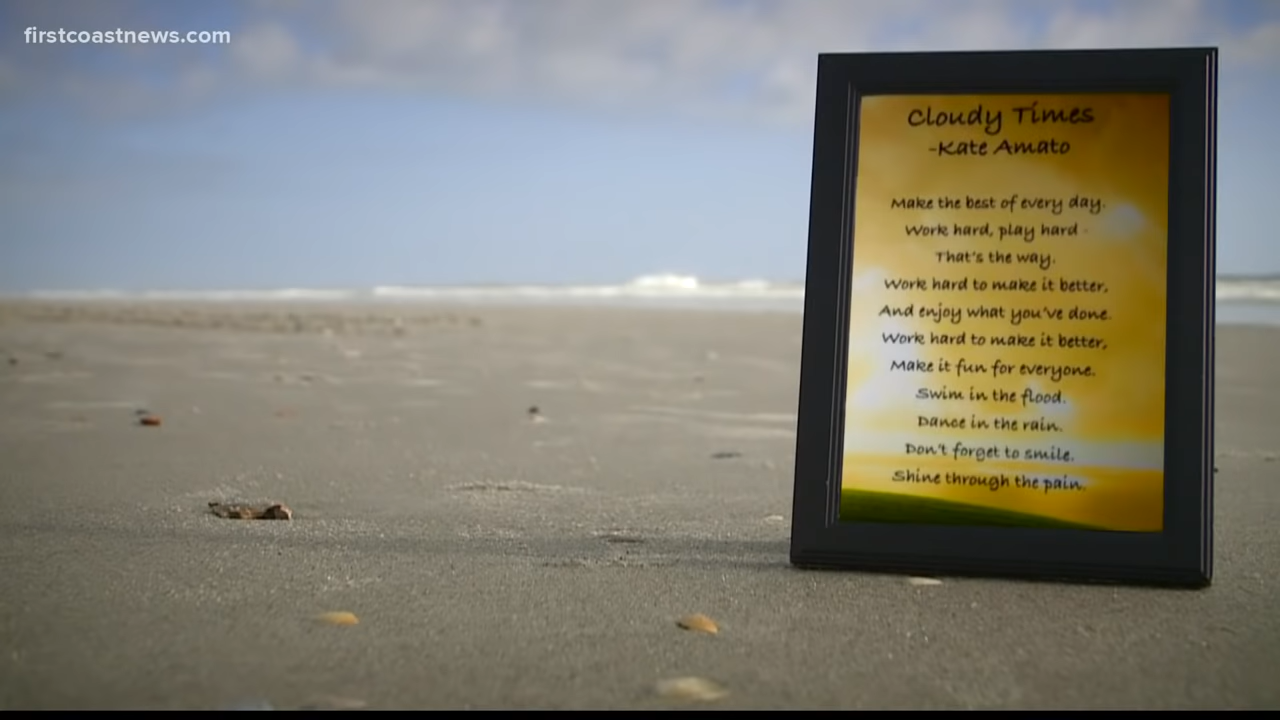 firstcoastnews.com
Cloudy Times
-Kate Amato
Make the best of every day.
Work hard, play hard -
That's the way.
Work hard to make it better,
And enjoy what you've done.
Work hard to make it better,
Make it fun for everyone.
Swim in the flood.
Dance in the rain.
Don't forget to smile.
Shine through the pain.